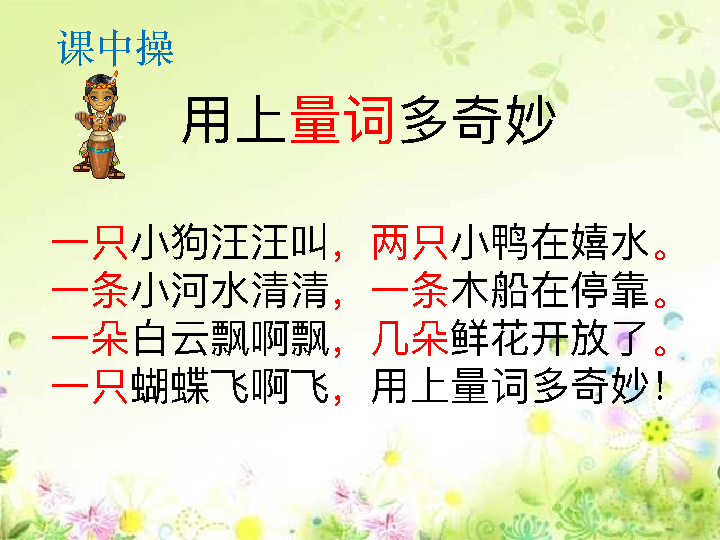 课中操
用上量词多奇妙
一只小狗汪汪叫，两只小鸭在嬉水。
一条小河水清清，一条木船在停靠。
一朵白云飘啊飘，几朵鲜花开放了。
一只蝴蝶飞啊飞，用上量词多奇妙！